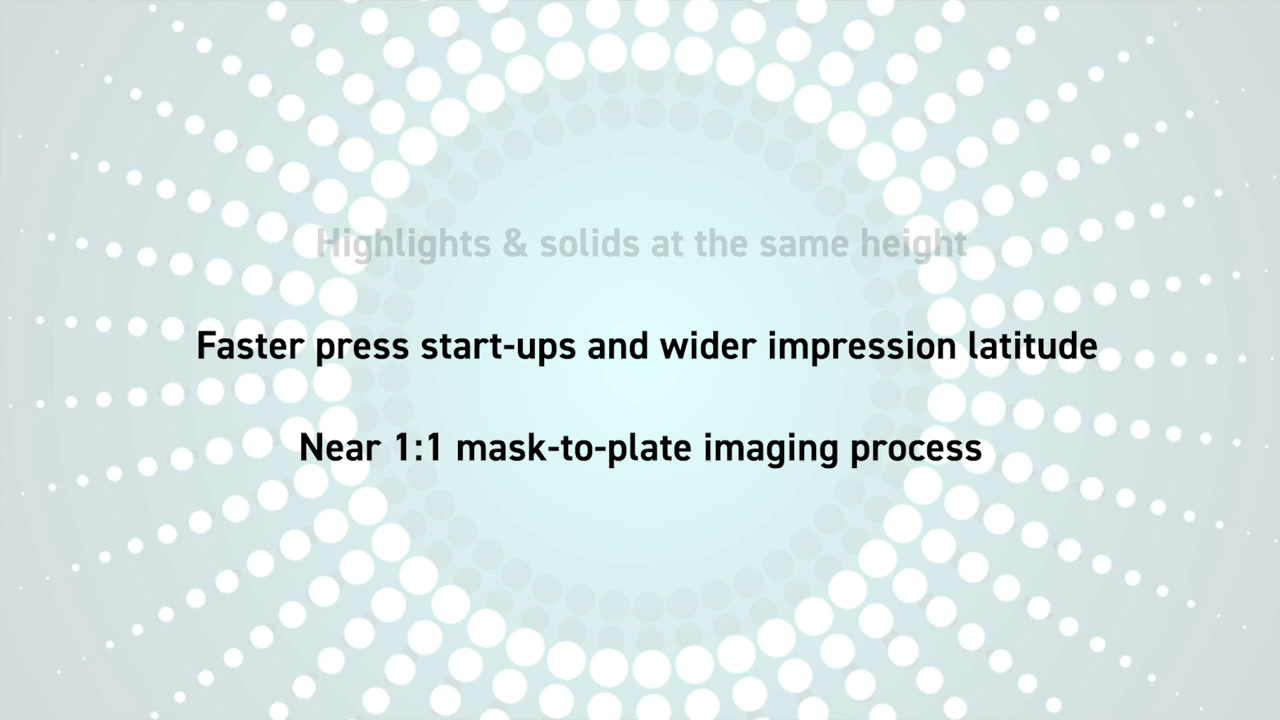 Highlights & solids at the same height
Faster press start-ups and wider impression latitude
Near 1:1 mask-to-plate imaging process